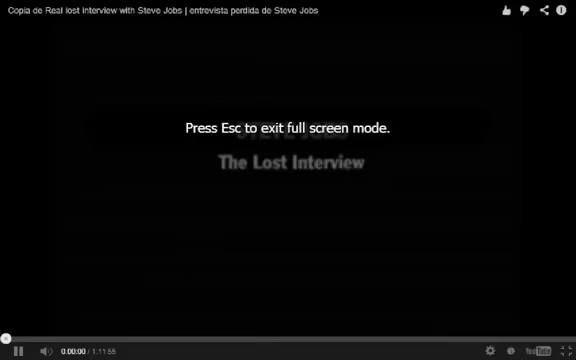 Copia de Real lost interview with Steve Jobs | entrevista perdida de Steve Jobs
Press Esc to exit full screen mode.
The Lost Interview
0:00:00 / 1:11:55
YouTube